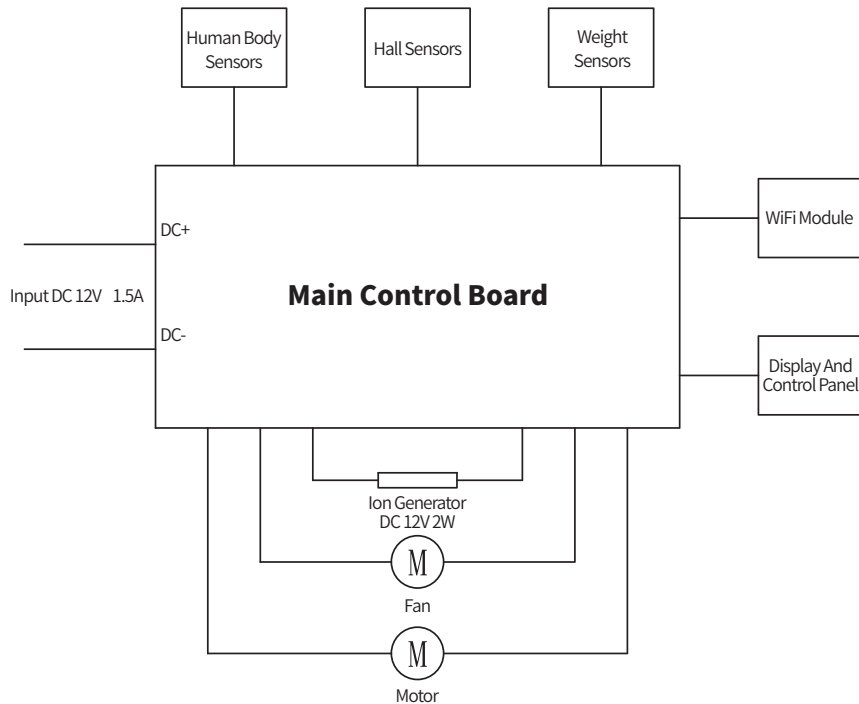 Human Body
Sensors
Hall Sensors
Weight
Sensors
DC+
WiFi Module
Input DC 12V 1.5A
Main Control Board
DC-
Display And
Control Panel
Ion Generator
DC 12V 2W
M
Fan
M
Motor